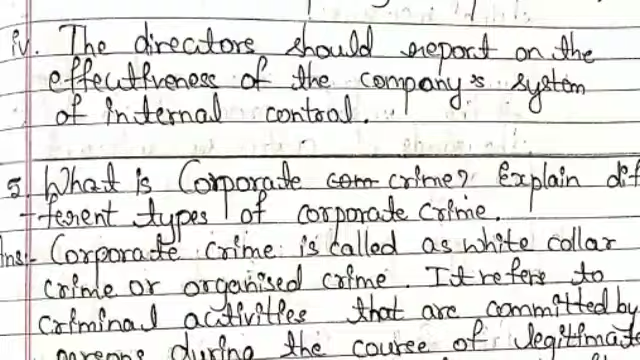 iv. The directors should report on the
effectiveness of the company's system
of internal control.
5. What is Corporate com crime? Explain dif
-ferent types of corporate crime.
Ans:- Corporate crime is called as white collar
crime or organised crime. It refers to
criminal activities that are committed by
persons during the course of legitimate